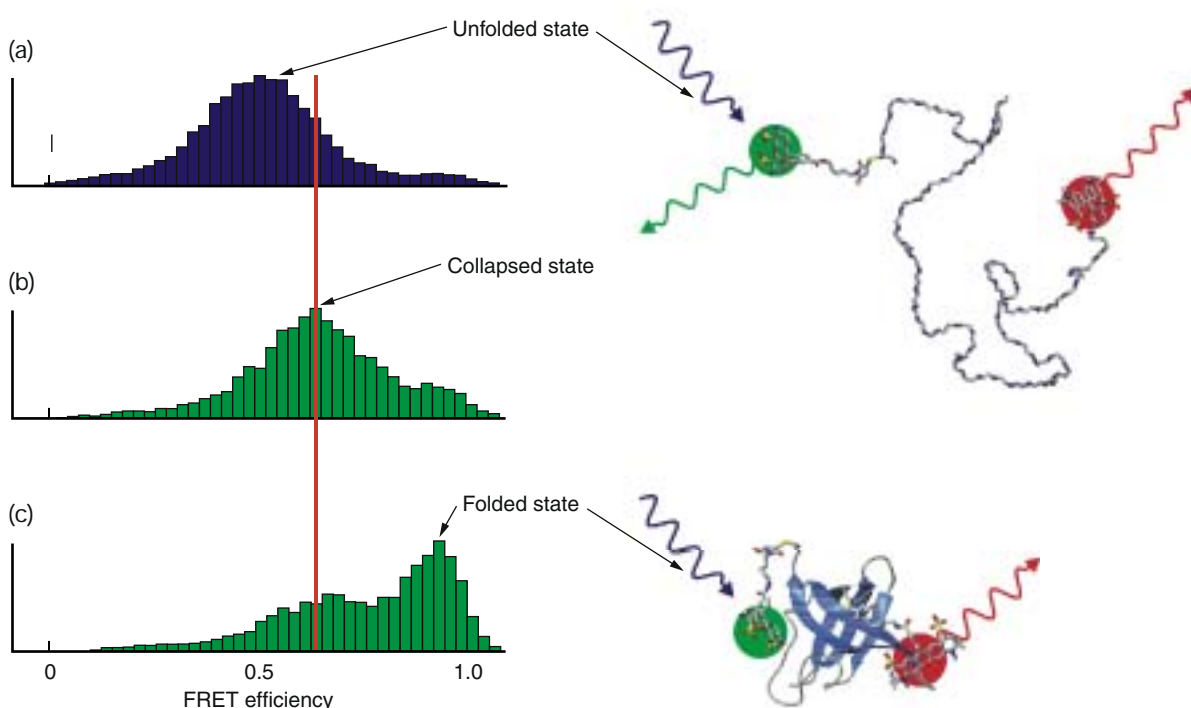 (a)
Unfolded state
(b)
Collapsed state
(c)
Folded state
0 0.5 1.0
FRET efficiency